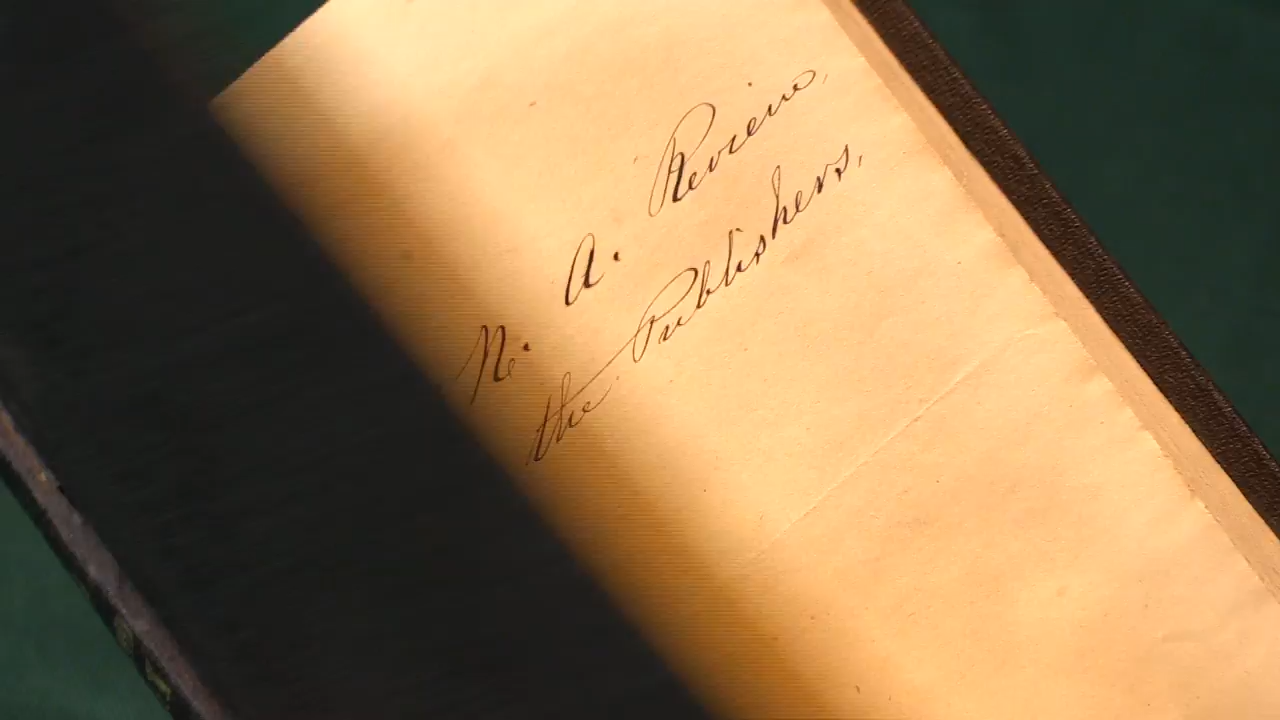 N. A. Review,
the Publishers,